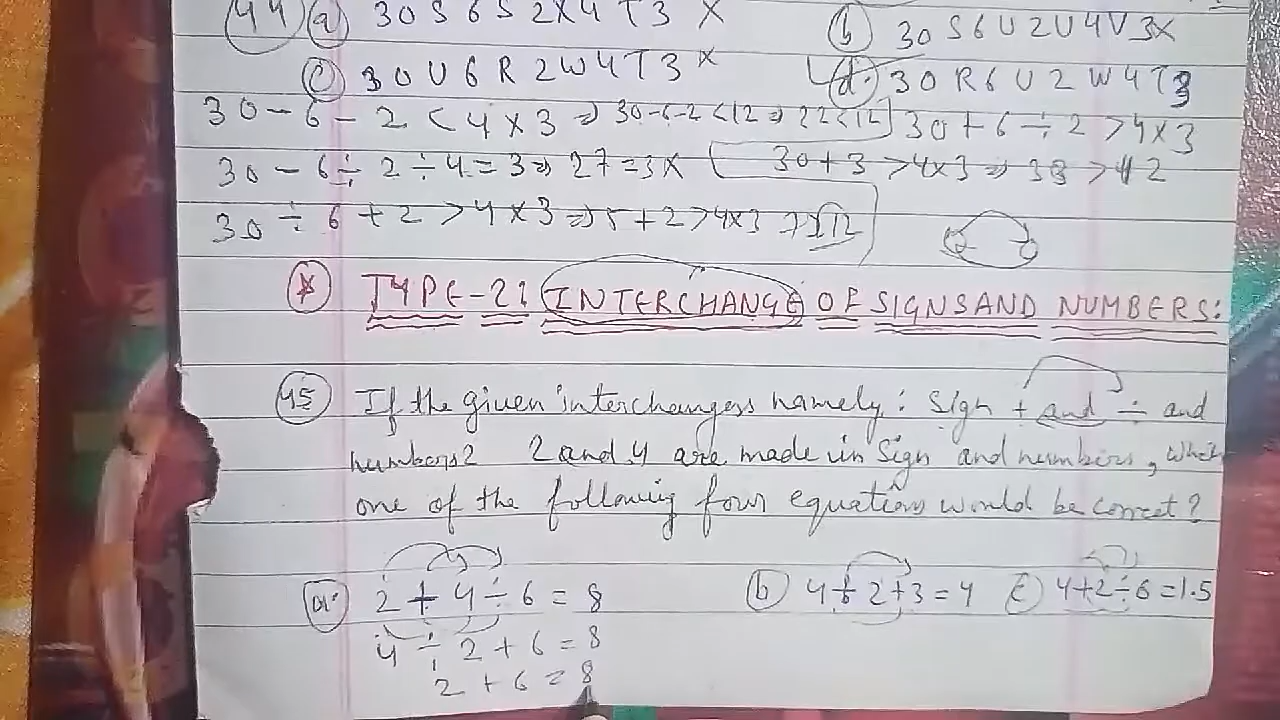 44 (a) 30 S 6 S 2 X 4 T 3 X (b) 30 S 6 U 2 U 4 V 3 X
(c) 30 U 6 R 2 W 4 T 3 X (d) 30 R 6 U 2 W 4 T 3
30 - 6 - 2 < 4 × 3 ⇒ 30-6-2 <12 ⇒ 22<12 30 + 6 ÷ 2 > 4 × 3
30 - 6 ÷ 2 ÷ 4 = 3 ⇒ 27 = 3 X 30 + 3 > 4×3 ⇒ 33 > 12
30 ÷ 6 + 2 > 4 × 3 ⇒ 5 + 2 > 4×3
TYPE-2: INTERCHANGE OF SIGNS AND NUMBERS:
45 If the given interchangess namely: Sign + and ÷ and
numbers 2 and 4 are made in Sign and numbers, which
one of the following four equations would be correct?
(a) 2 + 4 ÷ 6 = 8 (b) 4 ÷ 2 + 3 = 4 (c) 4 + 2 ÷ 6 = 1.5
4 ÷ 2 + 6 = 8
2 + 6 = 8